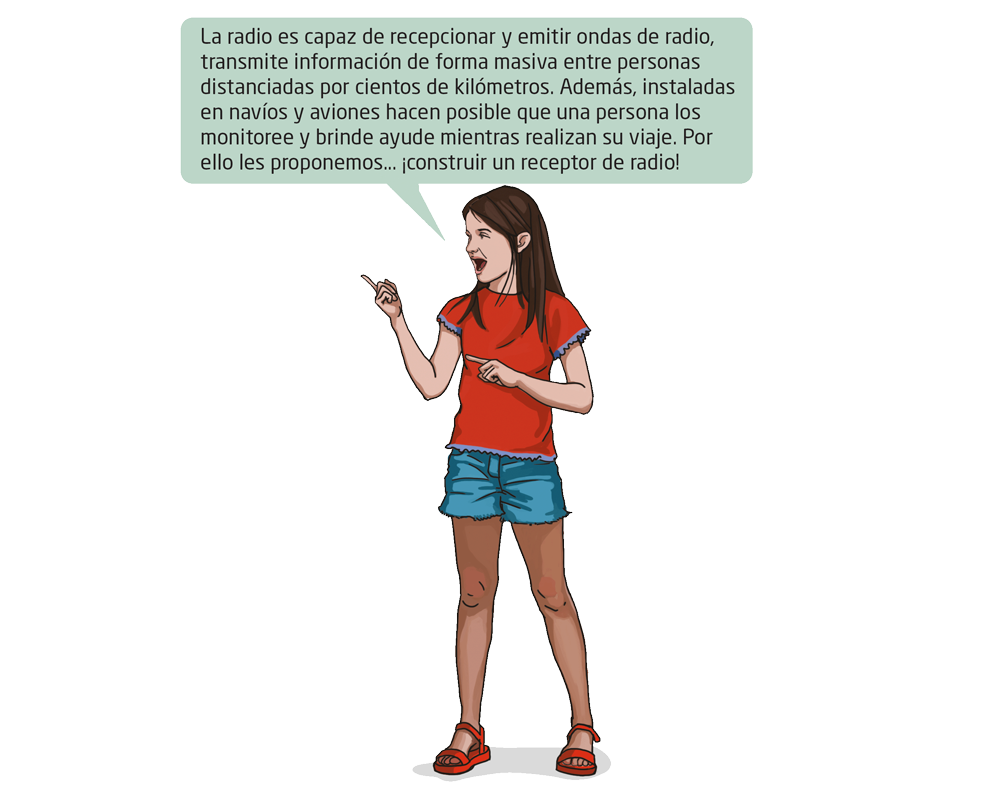 La radio es capaz de recepcionar y emitir ondas de radio,
transmite información de forma masiva entre personas
distanciadas por cientos de kilómetros. Además, instaladas
en navíos y aviones hacen posible que una persona los
monitoree y brinde ayude mientras realizan su viaje. Por
ello les proponemos... ¡construir un receptor de radio!